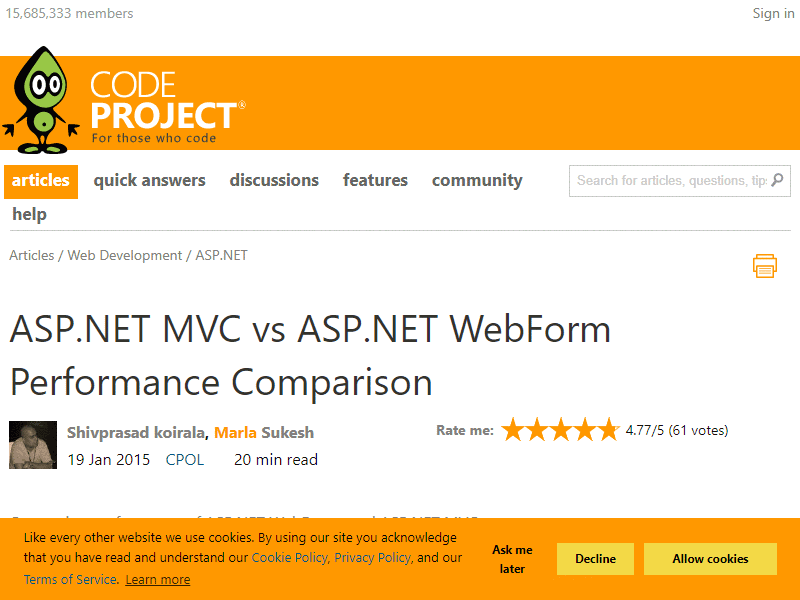 15,685,333 members
Sign in
CODE
PROJECT®
For those who code
articles quick answers discussions features community
Search for articles, questions, tips
help
Articles / Web Development / ASP.NET
ASP.NET MVC vs ASP.NET WebForm
Performance Comparison
Shivprasad koirala, Marla Sukesh
Rate me: 4.77/5 (61 votes)
19 Jan 2015 CPOL 20 min read
Like every other website we use cookies. By using our site you acknowledge
that you have read and understand our Cookie Policy, Privacy Policy, and our
Terms of Service. Learn more
Ask me
later
Decline
Allow cookies